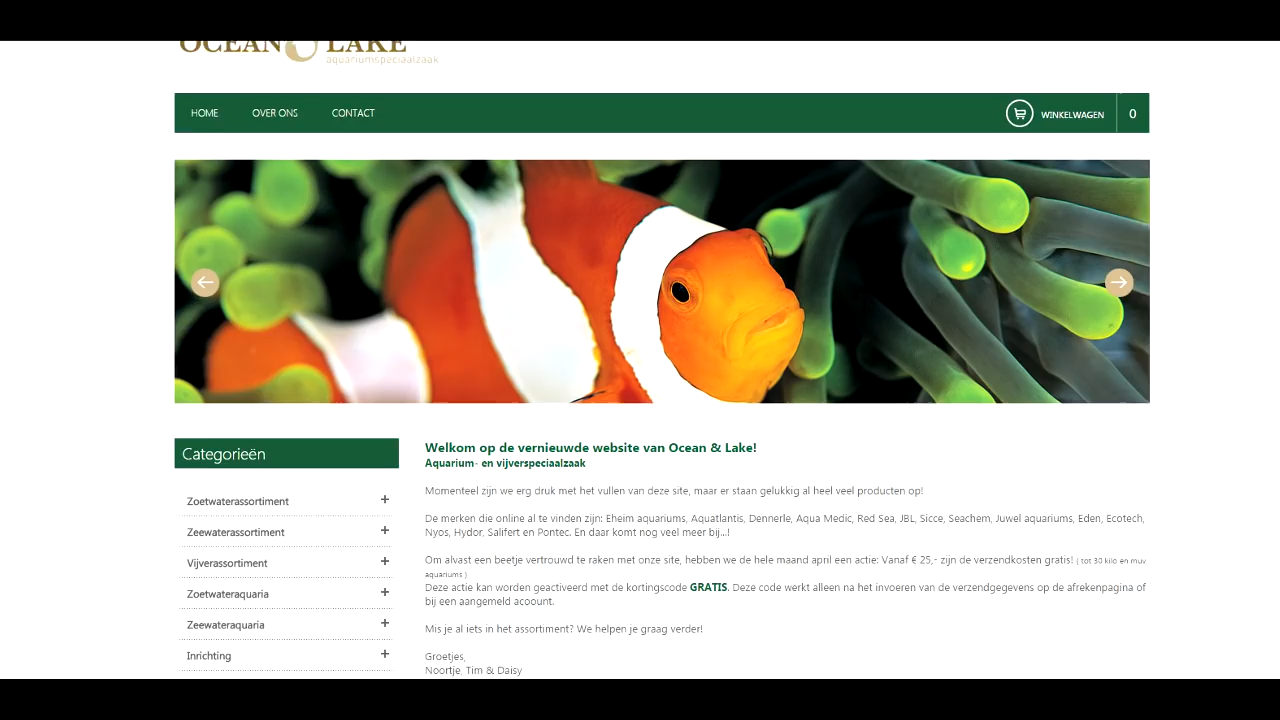 OCEAN & LAKE
aquariumspeciaalzaak
HOME OVER ONS CONTACT WINKELWAGEN 0
Categorieën
Zoetwaterassortiment
Zeewaterassortiment
Vijverassortiment
Zoetwateraquaria
Zeewateraquaria
Inrichting
Welkom op de vernieuwde website van Ocean & Lake!
Aquarium- en vijverspeciaalzaak
Momenteel zijn we erg druk met het vullen van deze site, maar er staan gelukkig al heel veel producten op!
De merken die online al te vinden zijn: Eheim aquariums, Aquatlantis, Dennerle, Aqua Medic, Red Sea, JBL, Sicce, Seachem, Juwel aquariums, Eden, Ecotech,
Nyos, Hydor, Salifert en Pontec. En daar komt nog veel meer bij...!
Om alvast een beetje vertrouwd te raken met onze site, hebben we de hele maand april een actie: Vanaf € 25,- zijn de verzendkosten gratis! ( tot 30 kilo en muv
aquariums )
Deze actie kan worden geactiveerd met de kortingscode GRATIS. Deze code werkt alleen na het invoeren van de verzendgegevens op de afrekenpagina of
bij een aangemeld acoount.
Mis je al iets in het assortiment? We helpen je graag verder!
Groetjes,
Noortje, Tim & Daisy